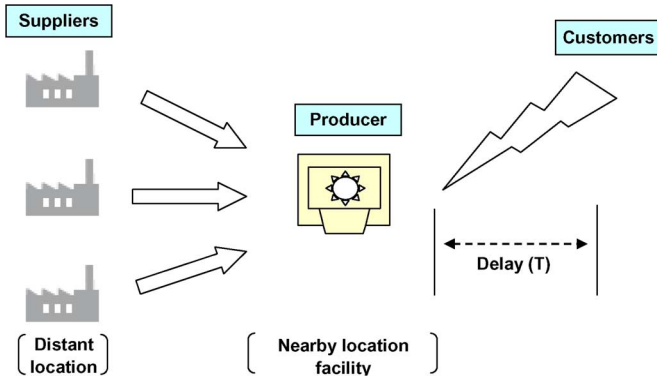 Suppliers
Customers
Producer
Delay (T)
Distant
location
Nearby location
facility